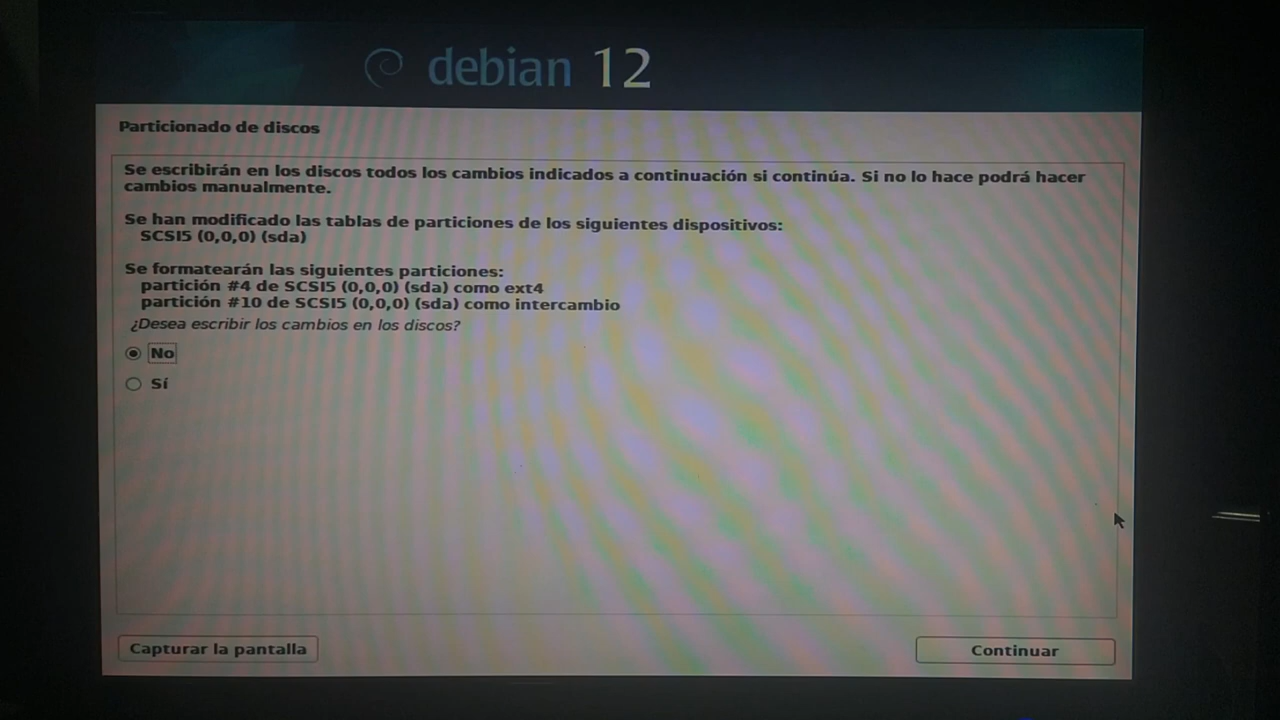 debian 12
Particionado de discos
Se escribirán en los discos todos los cambios indicados a continuación si continúa. Si no lo hace podrá hacer
cambios manualmente.
Se han modificado las tablas de particiones de los siguientes dispositivos:
SCSI5 (0,0,0) (sda)
Se formatearán las siguientes particiones:
partición #4 de SCSI5 (0,0,0) (sda) como ext4
partición #10 de SCSI5 (0,0,0) (sda) como intercambio
¿Desea escribir los cambios en los discos?
No
Sí
Capturar la pantalla
Continuar